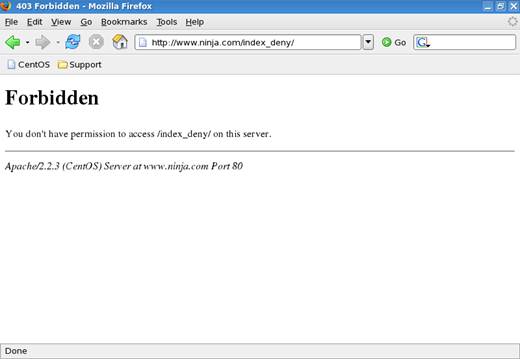 403 Forbidden - Mozilla Firefox
File Edit View Go Bookmarks Tools Help Ninja
http://www.ninja.com/index_deny/ Go G
CentOS Support
Forbidden
You don't have permission to access /index_deny/ on this server.
Apache/2.2.3 (CentOS) Server at www.ninja.com Port 80
Done